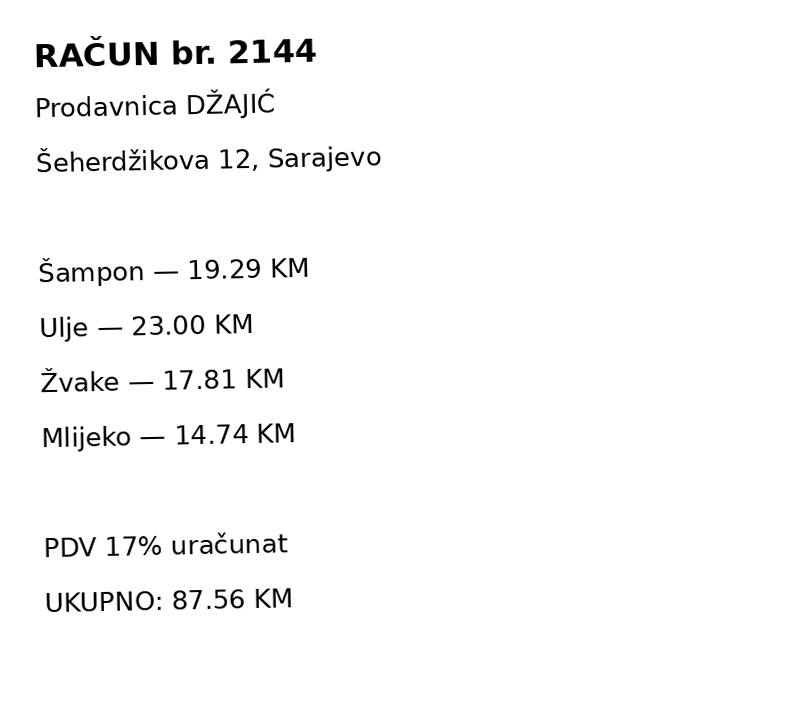 RAČUN br. 2144
Prodavnica DŽAJIĆ
Šeherdžikova 12, Sarajevo
Šampon — 19.29 KM
Ulje — 23.00 KM
Žvake — 17.81 KM
Mlijeko — 14.74 KM
PDV 17% uračunat
UKUPNO: 87.56 KM